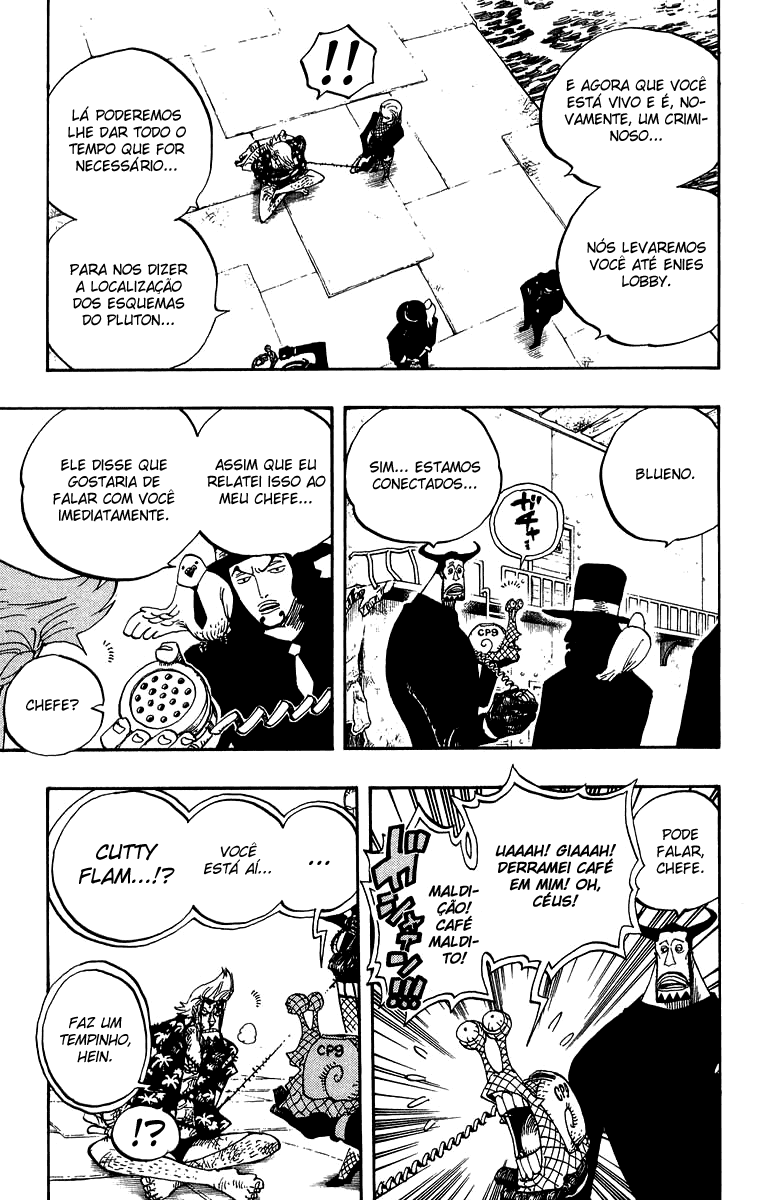 E AGORA QUE VOCÊ
ESTÁ VIVO E É, NO-
VAMENTE, UM CRIMI-
NOSO...
NÓS LEVAREMOS
VOCÊ ATÉ ENIES
LOBBY.
!!
LÁ PODEREMOS
LHE DAR TODO O
TEMPO QUE FOR
NECESSÁRIO...
PARA NOS DIZER
A LOCALIZAÇÃO
DOS ESQUEMAS
DO PLUTON...
BLUENO.
SIM... ESTAMOS
CONECTADOS...
ガチャ
CP9
ASSIM QUE EU
RELATEI ISSO AO
MEU CHEFE...
ELE DISSE QUE
GOSTARIA DE
FALAR COM VOCÊ
IMEDIATAMENTE.
CHEFE?
PODE
FALAR,
CHEFE.
UAAAH! GIAAAH!
DERRAMEI CAFÉ
EM MIM! OH,
CÉUS!
MALDI-
ÇÃO!
CAFÉ
MALDI-
TO!
...
VOCÊ
ESTÁ AÍ...
CUTTY
FLAM...!?
FAZ UM
TEMPINHO,
HEIN.
!?
CP9